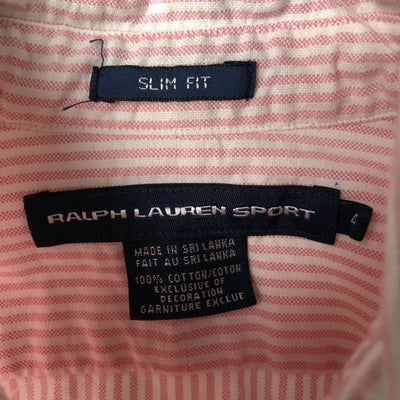 SLIM FIT
RALPH LAUREN SPORT
4
MADE IN SRI LANKA
FAIT AU SRI LANKA
100% COTTON/COTON
EXCLUSIVE OF
DECORATION
GARNITURE EXCLUE